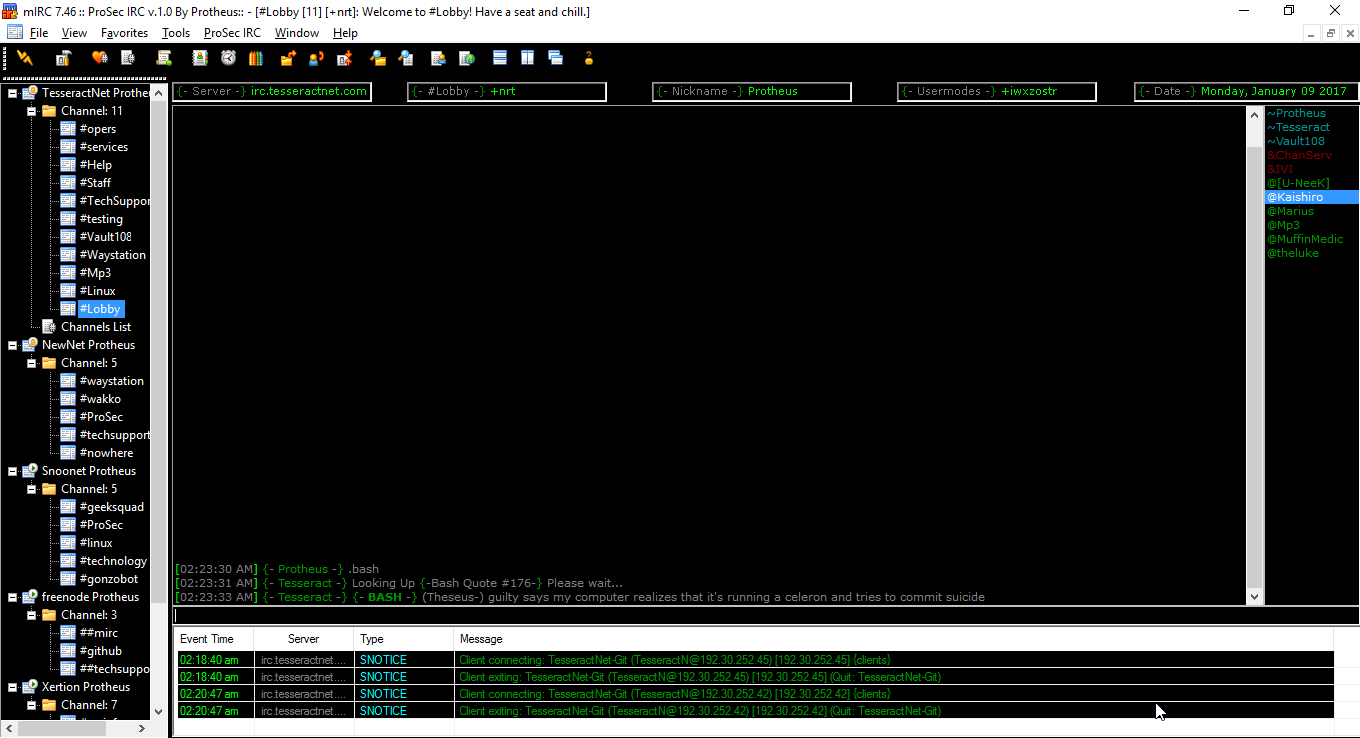 mIRC 7.46 :: ProSec IRC v.1.0 By Protheus:: - [#Lobby [11] [+nrt]: Welcome to #Lobby! Have a seat and chill.]
File View Favorites Tools ProSec IRC Window Help
{- Server -} irc.tesseractnet.com {- #Lobby -} +nrt {- Nickname -} Protheus {- Usermodes -} +iwxzostr {- Date -} Monday, January 09 2017
TesseractNet Protheu
Channel: 11
#opers
#services
#Help
#Staff
#TechSuppor
#testing
#Vault108
#Waystation
#Mp3
#Linux
#Lobby
Channels List
NewNet Protheus
Channel: 5
#waystation
#wakko
#ProSec
#techsupport
#nowhere
Snoonet Protheus
Channel: 5
#geeksquad
#ProSec
#linux
#technology
#gonzobot
freenode Protheus
Channel: 3
##mirc
#github
##techsuppo
Xertion Protheus
Channel: 7
~Protheus
~Tesseract
~Vault108
&ChanServ
&IVI
@[U-NeeK]
@Kaishiro
@Marius
@Mp3
@MuffinMedic
@theluke
[02:23:30 AM] {- Protheus -} .bash
[02:23:31 AM] {- Tesseract -} Looking Up {-Bash Quote #176-} Please wait...
[02:23:33 AM] {- Tesseract -} {- BASH -} (Theseus-) guilty says my computer realizes that it's running a celeron and tries to commit suicide
Event Time Server Type Message
02:18:40 am irc.tesseractnet.... SNOTICE Client connecting: TesseractNet-Git (TesseractN@192.30.252.45) [192.30.252.45] {clients}
02:18:40 am irc.tesseractnet.... SNOTICE Client exiting: TesseractNet-Git (TesseractN@192.30.252.45) [192.30.252.45] (Quit: TesseractNet-Git)
02:20:47 am irc.tesseractnet.... SNOTICE Client connecting: TesseractNet-Git (TesseractN@192.30.252.42) [192.30.252.42] {clients}
02:20:47 am irc.tesseractnet.... SNOTICE Client exiting: TesseractNet-Git (TesseractN@192.30.252.42) [192.30.252.42] (Quit: TesseractNet-Git)